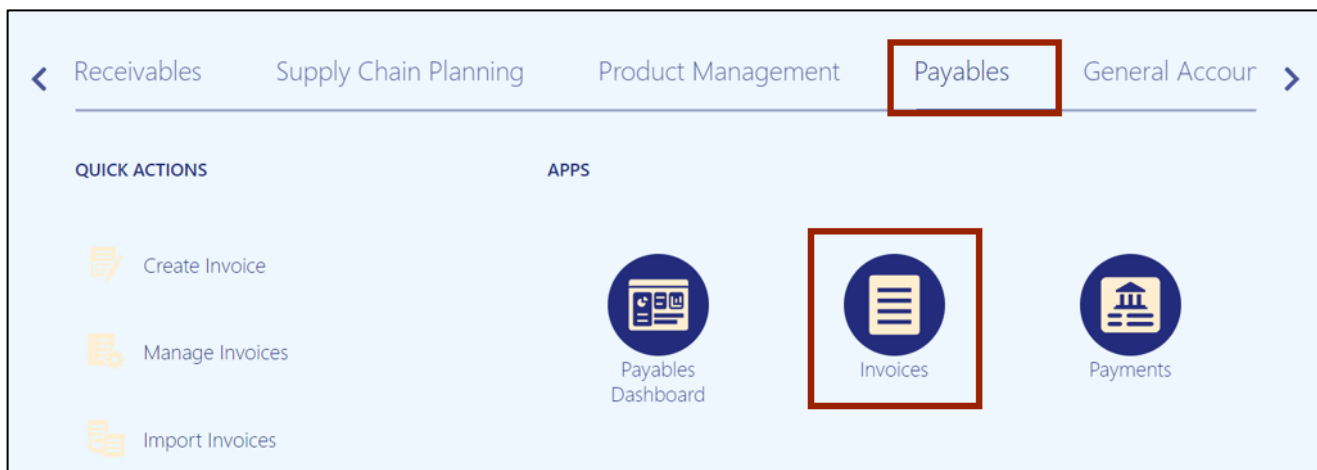 Receivables
Supply Chain Planning
Product Management
Payables
General Accour
QUICK ACTIONS
Create Invoice
Manage Invoices
Import Invoices
APPS
Payables
Dashboard
Invoices
Payments